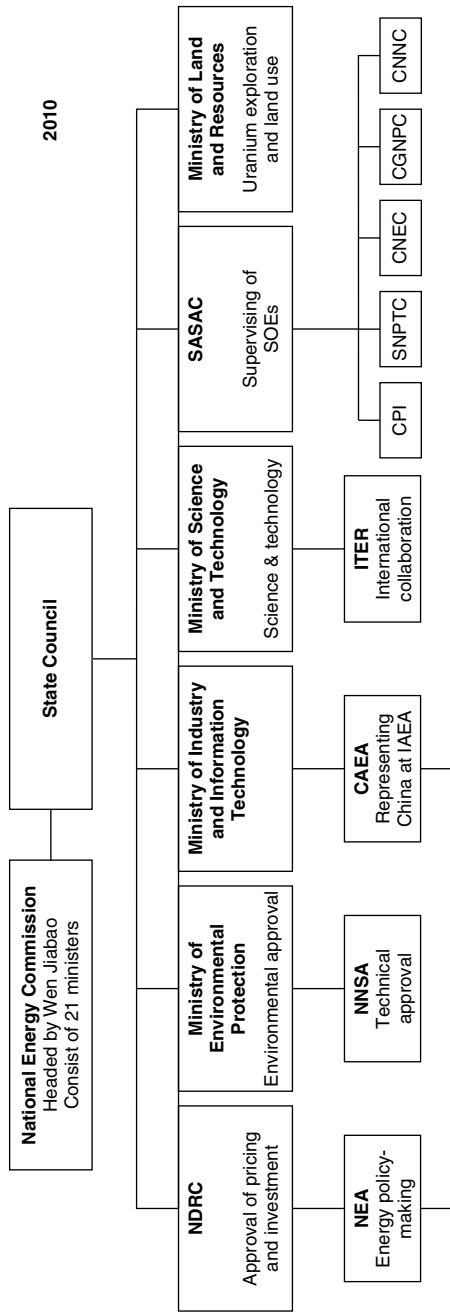 2010
National Energy Commission
Headed by Wen Jiabao
Consist of 21 ministers
State Council
NDRC
Approval of pricing
and investment
Ministry of
Environmental
Protection
Environmental approval
Ministry of Industry
and Information
Technology
Ministry of Science
and Technology
Science & technology
SASAC
Supervising of
SOEs
Ministry of Land
and Resources
Uranium exploration
and land use
NEA
Energy policy-
making
NNSA
Technical
approval
CAEA
Representing
China at IAEA
ITER
International
collaboration
CPI
SNPTC
CNEC
CGNPC
CNNC